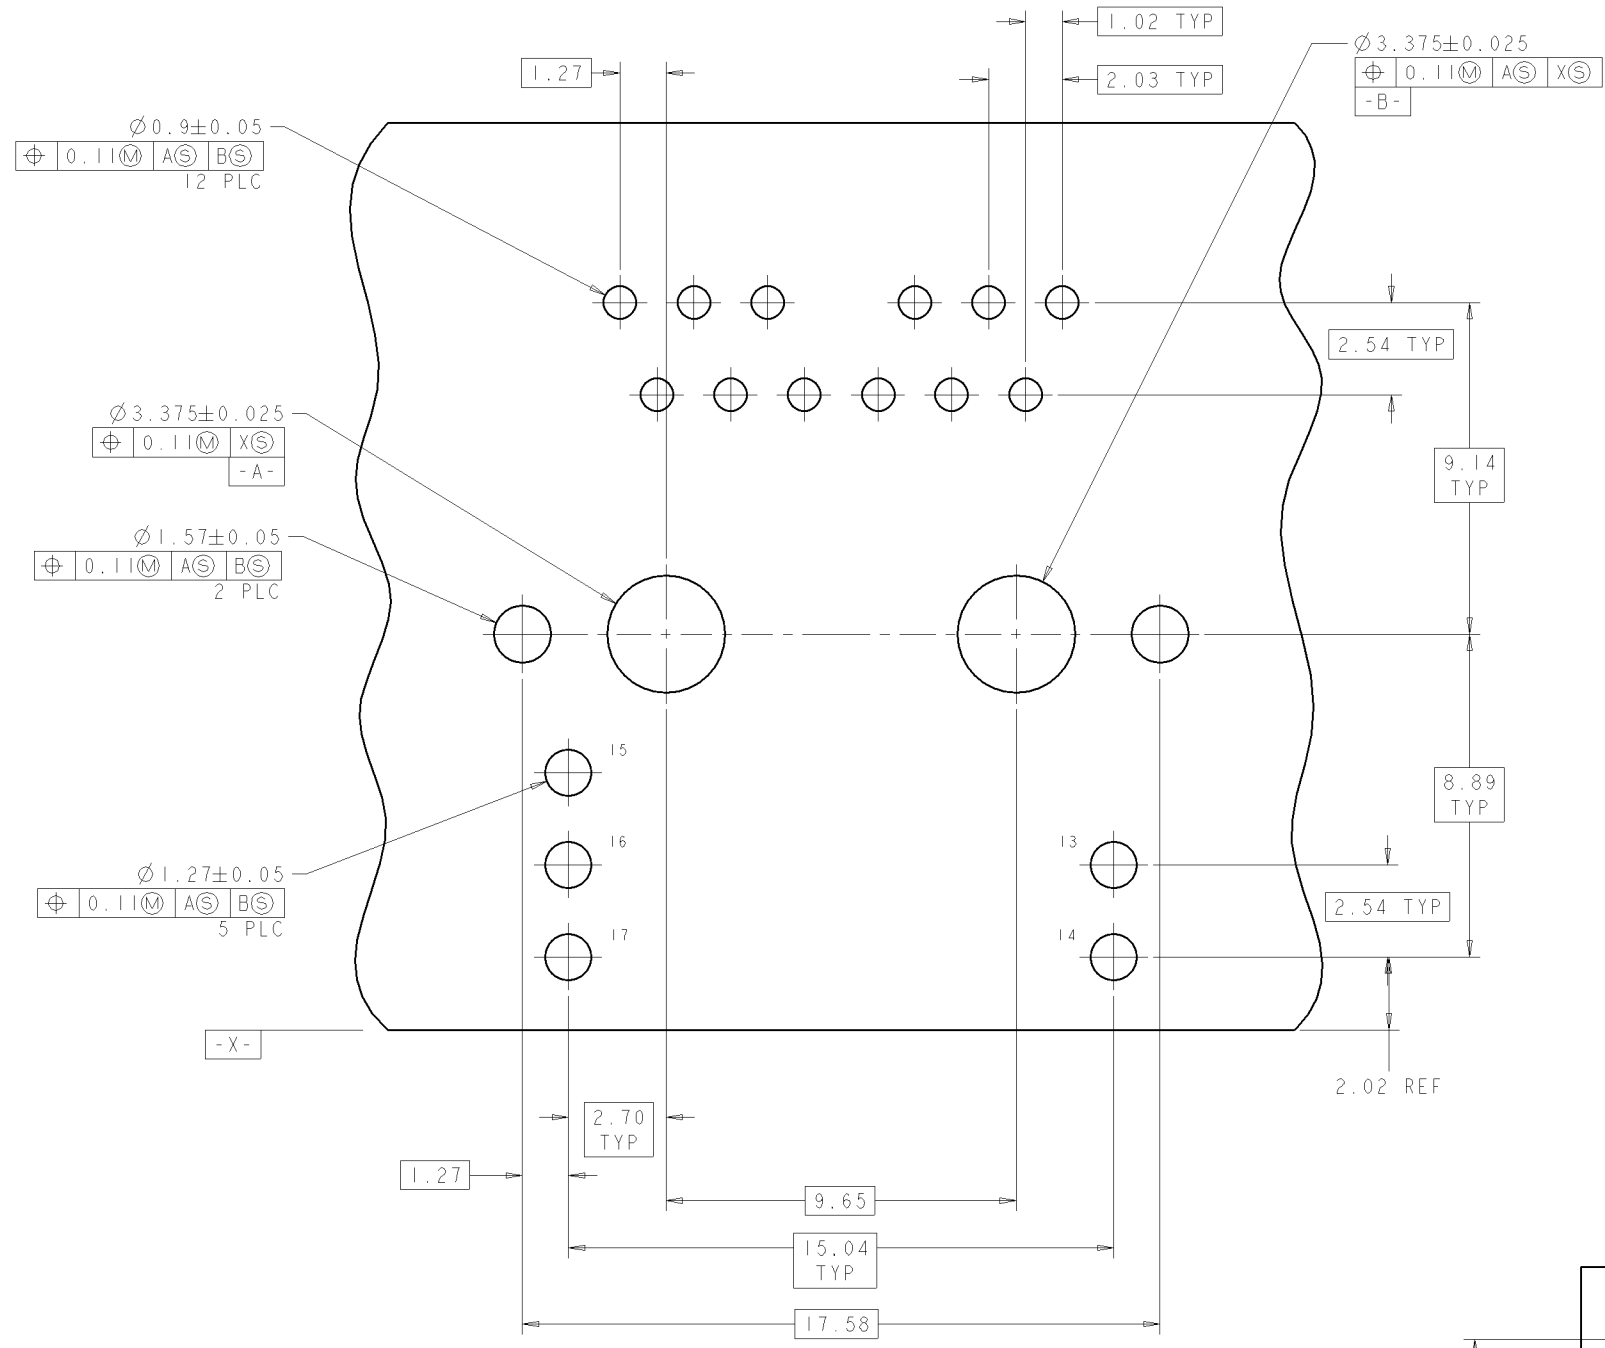 1.02 TYP
1.27
2.03 TYP
Ø3.375±0.025
⌖ 0.11Ⓜ AⓈ XⓈ
-B-
Ø0.9±0.05
⌖ 0.11Ⓜ AⓈ BⓈ
12 PLC
2.54 TYP
Ø3.375±0.025
⌖ 0.11Ⓜ XⓈ
-A-
9.14
TYP
Ø1.57±0.05
⌖ 0.11Ⓜ AⓈ BⓈ
2 PLC
15
8.89
TYP
16
13
Ø1.27±0.05
⌖ 0.11Ⓜ AⓈ BⓈ
5 PLC
2.54 TYP
17
14
-X-
2.02 REF
2.70
TYP
1.27
9.65
15.04
TYP
17.58